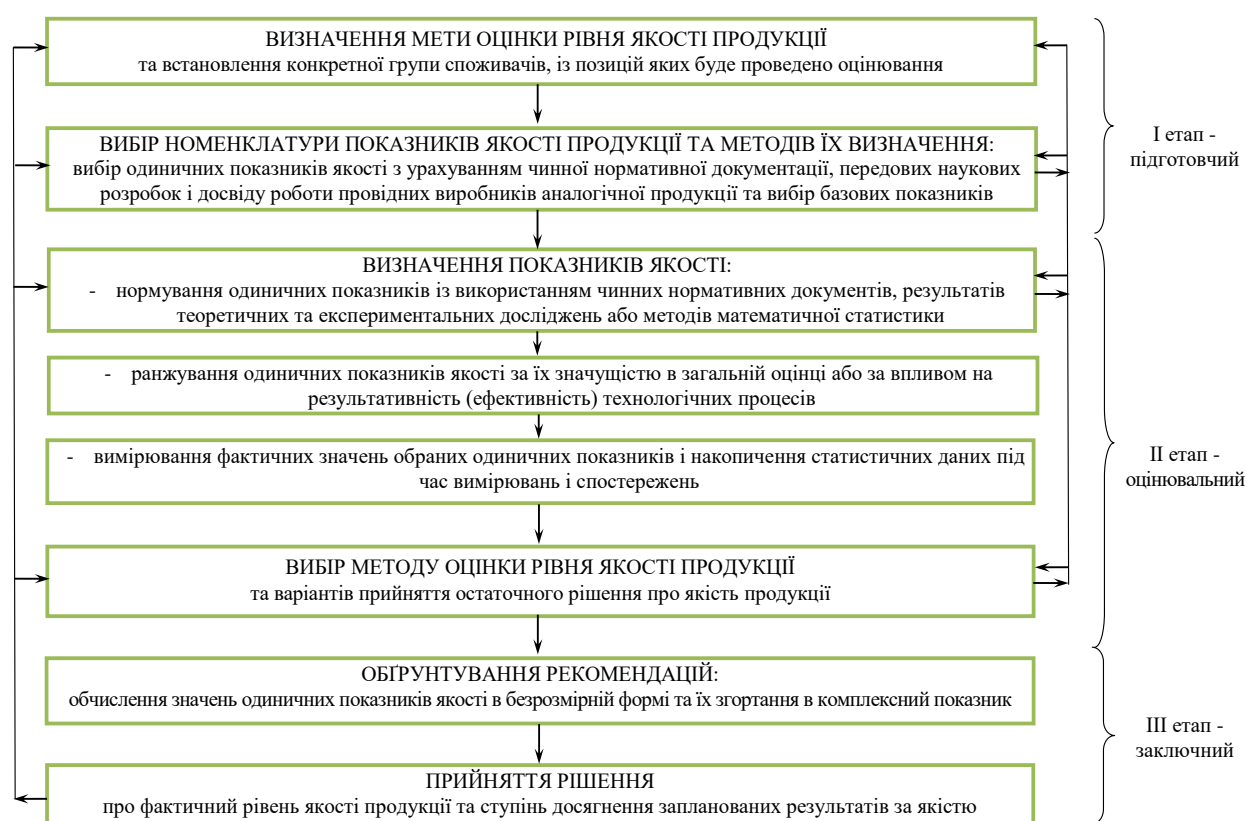 ВИЗНАЧЕННЯ МЕТИ ОЦІНКИ РІВНЯ ЯКОСТІ ПРОДУКЦІЇ
та встановлення конкретної групи споживачів, із позицій яких буде проведено оцінювання
ВИБІР НОМЕНКЛАТУРИ ПОКАЗНИКІВ ЯКОСТІ ПРОДУКЦІЇ ТА МЕТОДІВ ЇХ ВИЗНАЧЕННЯ:
вибір одиничних показників якості з урахуванням чинної нормативної документації, передових наукових
розробок і досвіду роботи провідних виробників аналогічної продукції та вибір базових показників
І етап -
підготовчий
ВИЗНАЧЕННЯ ПОКАЗНИКІВ ЯКОСТІ:
- нормування одиничних показників із використанням чинних нормативних документів, результатів
теоретичних та експериментальних досліджень або методів математичної статистики
- ранжування одиничних показників якості за їх значущістю в загальній оцінці або за впливом на
результативність (ефективність) технологічних процесів
- вимірювання фактичних значень обраних одиничних показників і накопичення статистичних даних під
час вимірювань і спостережень
ВИБІР МЕТОДУ ОЦІНКИ РІВНЯ ЯКОСТІ ПРОДУКЦІЇ
та варіантів прийняття остаточного рішення про якість продукції
ІІ етап -
оцінювальний
ОБҐРУНТУВАННЯ РЕКОМЕНДАЦІЙ:
обчислення значень одиничних показників якості в безрозмірній формі та їх згортання в комплексний показник
ПРИЙНЯТТЯ РІШЕННЯ
про фактичний рівень якості продукції та ступінь досягнення запланованих результатів за якістю
ІІІ етап -
заключний